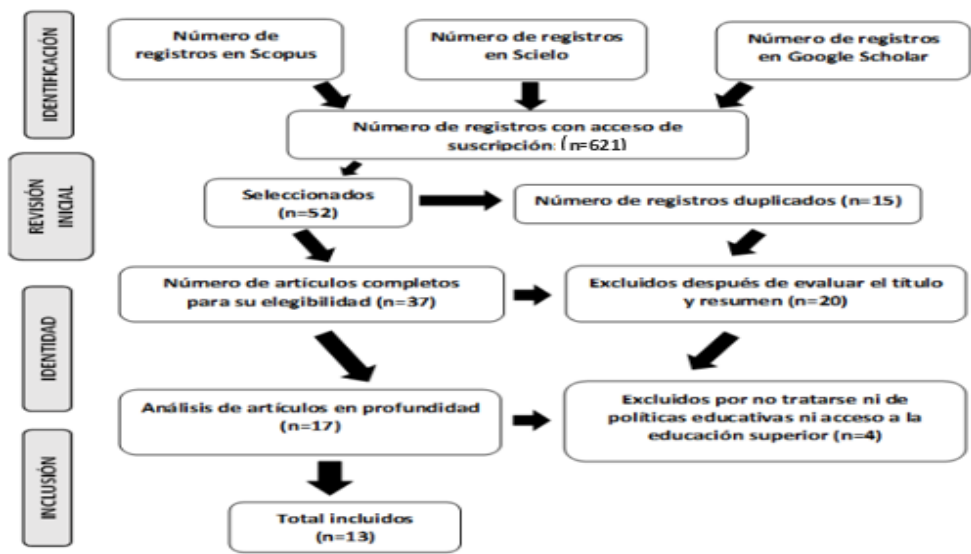 IDENTIFICACIÓN
Número de
registros en Scopus
Número de registros
en Scielo
Número de registros
en Google Scholar
Número de registros con acceso de
suscripción: (n=621)
REVISIÓN
INICIAL
Seleccionados
(n=52)
Número de registros duplicados (n=15)
Número de artículos completos
para su elegibilidad (n=37)
Excluidos después de evaluar el título
y resumen (n=20)
IDENTIDAD
Análisis de artículos en profundidad
(n=17)
Excluidos por no tratarse ni de
políticas educativas ni acceso a la
educación superior (n=4)
INCLUSIÓN
Total incluidos
(n=13)